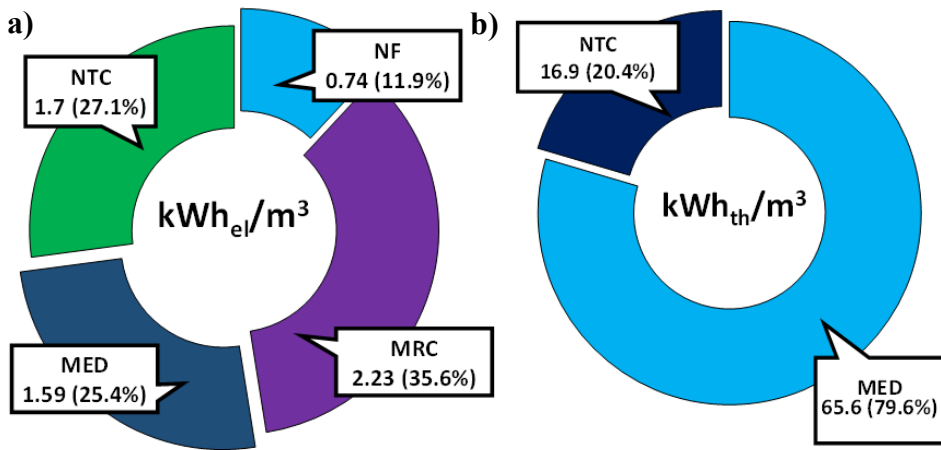 a)
NTC
1.7 (27.1%)
NF
0.74 (11.9%)
kWhel/m³
MED
1.59 (25.4%)
MRC
2.23 (35.6%)
b)
NTC
16.9 (20.4%)
kWhth/m³
MED
65.6 (79.6%)